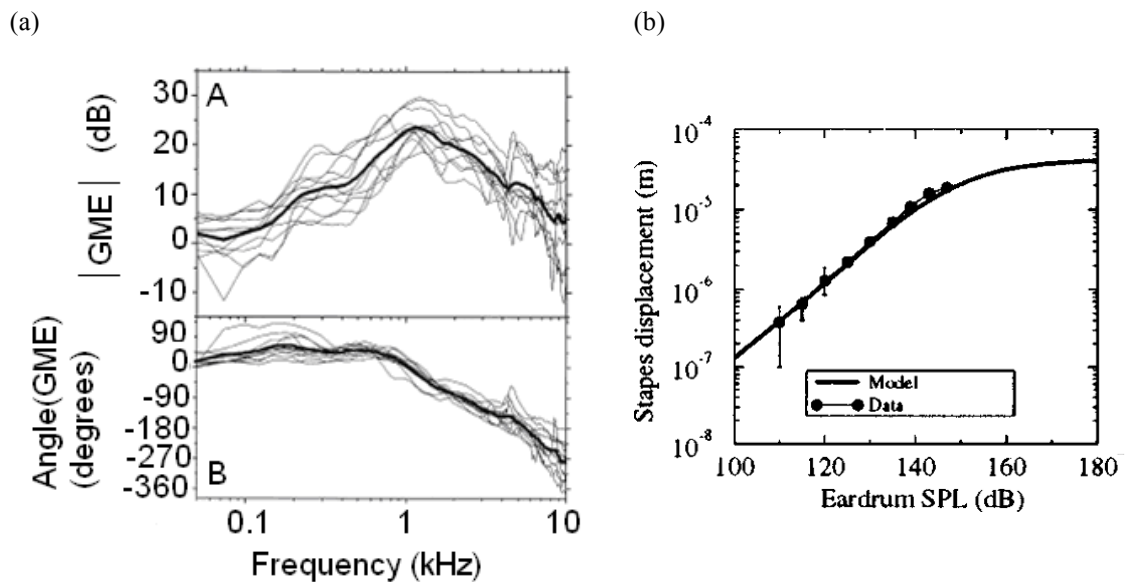 (a)
(b)
A
|GME| (dB)
30
20
10
0
-10
Angle(GME)
(degrees)
90
0
-90
-180
-270
-360
B
0.1
1
10
Frequency (kHz)
Stapes displacement (m)
10-4
10-5
10-6
10-7
10-8
Model
Data
100
120
140
160
180
Eardrum SPL (dB)